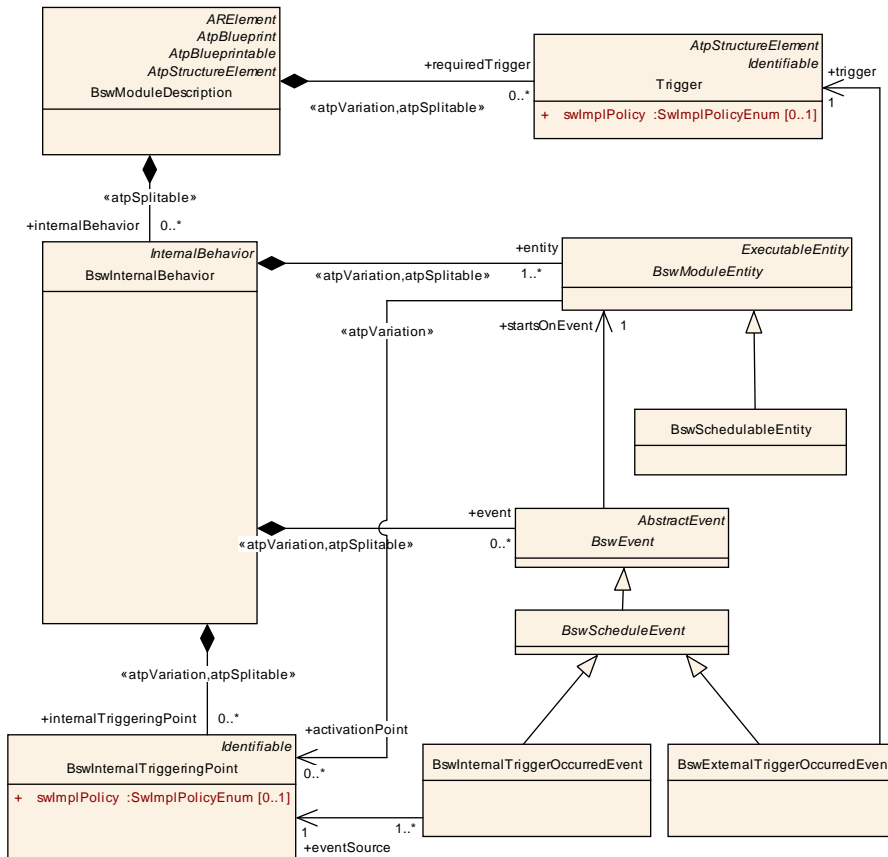 ARElement
AtpBlueprint
AtpBlueprintable
AtpStructureElement
BswModuleDescription
+requiredTrigger
0..*
«atpVariation,atpSplitable»
AtpStructureElement
Identifiable
Trigger
+ swImplPolicy :SwImplPolicyEnum [0..1]
+trigger
1
«atpSplitable»
+internalBehavior 0..*
InternalBehavior
BswInternalBehavior
+entity
«atpVariation,atpSplitable» 1..*
ExecutableEntity
BswModuleEntity
«atpVariation»
+startsOnEvent 1
BswSchedulableEntity
+event
«atpVariation,atpSplitable» 0..*
AbstractEvent
BswEvent
BswScheduleEvent
«atpVariation,atpSplitable»
+internalTriggeringPoint 0..*
+activationPoint
0..*
Identifiable
BswInternalTriggeringPoint
+ swImplPolicy :SwImplPolicyEnum [0..1]
BswInternalTriggerOccurredEvent
BswExternalTriggerOccurredEvent
1 1..*
+eventSource